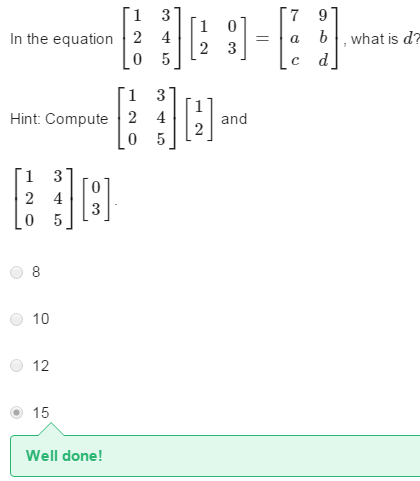 In the equation $\begin{bmatrix} 1 & 3 \\ 2 & 4 \\ 0 & 5 \end{bmatrix} \begin{bmatrix} 1 & 0 \\ 2 & 3 \end{bmatrix} = \begin{bmatrix} 7 & 9 \\ a & b \\ c & d \end{bmatrix}$, what is $d$?
Hint: Compute $\begin{bmatrix} 1 & 3 \\ 2 & 4 \\ 0 & 5 \end{bmatrix} \begin{bmatrix} 1 \\ 2 \end{bmatrix}$ and
$\begin{bmatrix} 1 & 3 \\ 2 & 4 \\ 0 & 5 \end{bmatrix} \begin{bmatrix} 0 \\ 3 \end{bmatrix}$.
8
10
12
15
Well done!